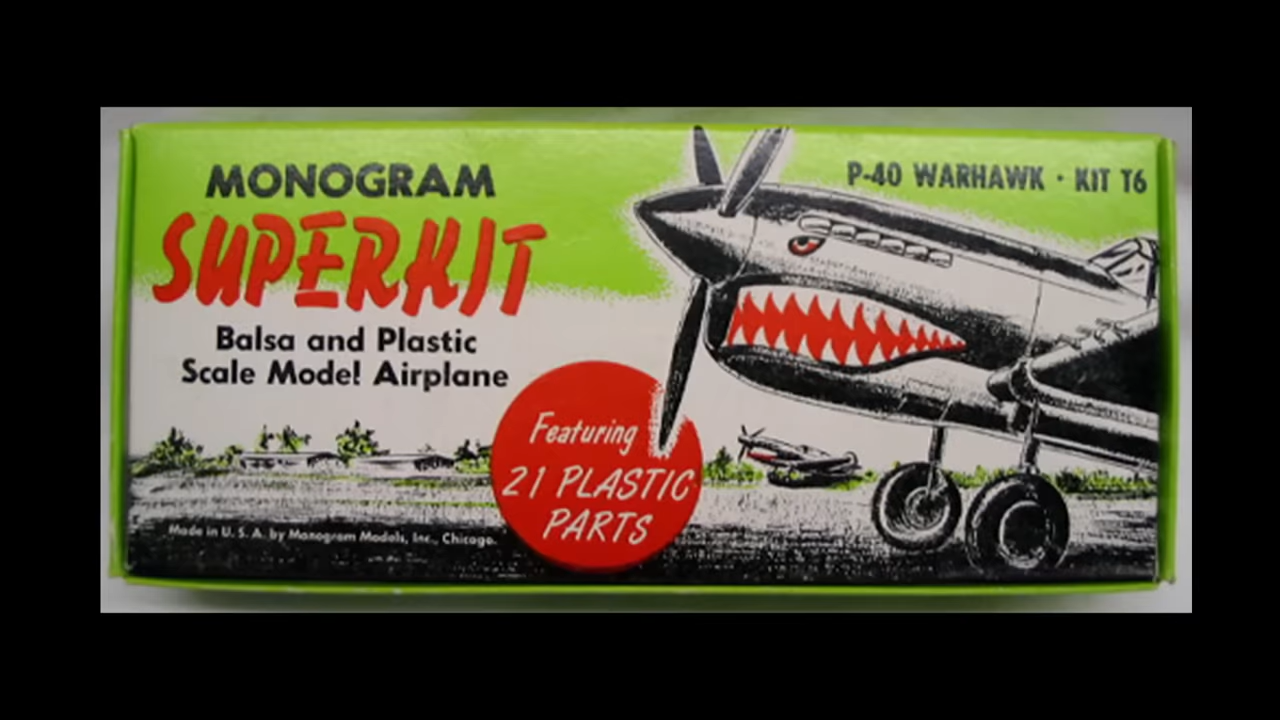 MONOGRAM
SUPERKIT
Balsa and Plastic
Scale Model Airplane
P-40 WARHAWK · KIT T6
Featuring
21 PLASTIC
PARTS
Made in U. S. A. by Monogram Models, Inc., Chicago.